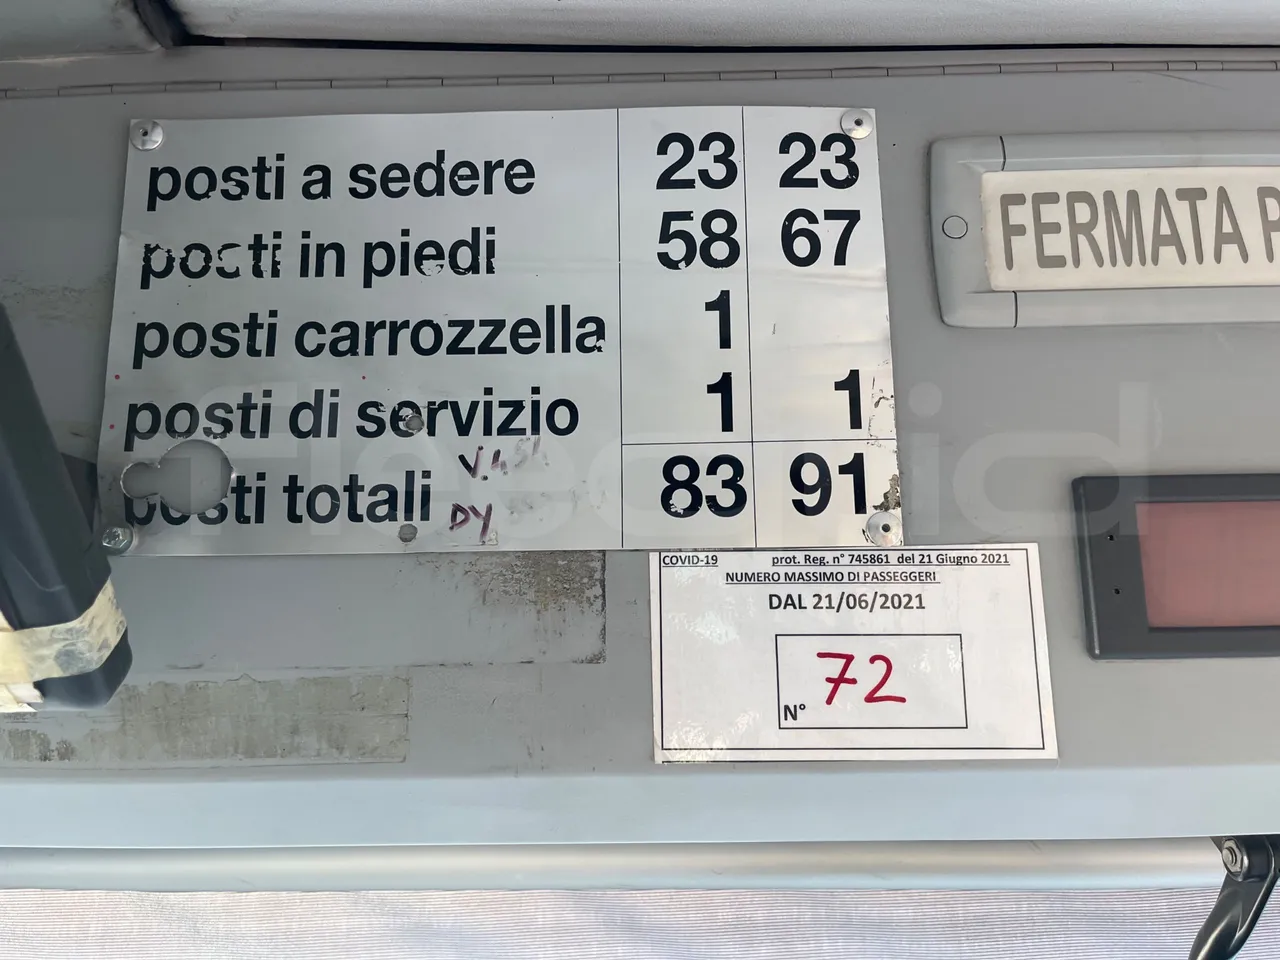 posti a sedere 23 23
posti in piedi 58 67
posti carrozzella 1
posti di servizio 1 1
posti totali 83 91
DY
FERMATA P
COVID-19 prot. Reg. n° 745861 del 21 Giugno 2021
NUMERO MASSIMO DI PASSEGGERI
DAL 21/06/2021
N° 72